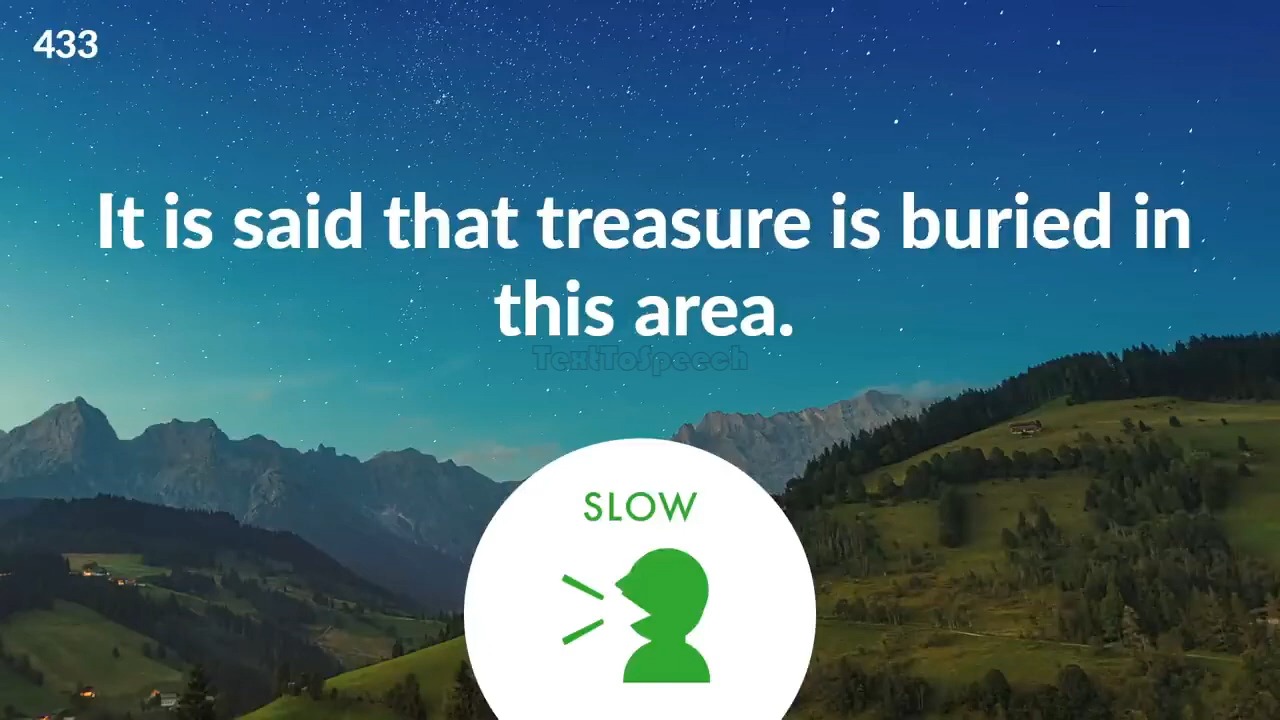 433
It is said that treasure is buried in
this area.
TextToSpeech
SLOW